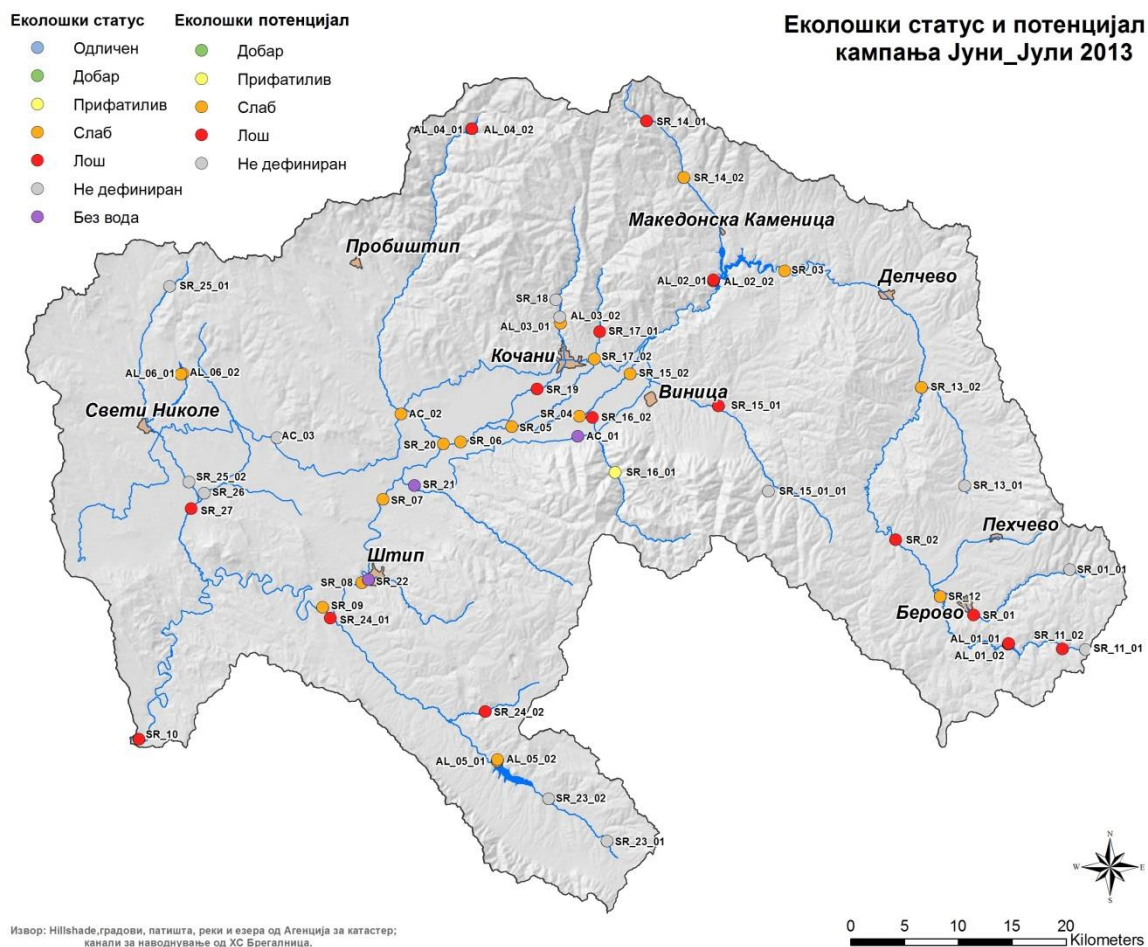 Еколошки статус
Одличен
Добар
Прифатилив
Слаб
Лош
Не дефиниран
Без вода
Еколошки потенцијал
Добар
Прифатилив
Слаб
Лош
Не дефиниран
Еколошки статус и потенцијал
кампања Јуни_Јули 2013
AL_04_01
AL_04_02
SR_14_01
SR_14_02
Македонска Каменица
Пробиштип
SR_03
AL_02_01
AL_02_02
Делчево
SR_25_01
SR_18
AL_03_02
AL_03_01
SR_17_01
Кочани
SR_17_02
AL_06_01
AL_06_02
SR_15_02
SR_13_02
SR_19
Виница
Свети Николе
AC_02
SR_04
SR_16_02
SR_15_01
SR_05
AC_03
SR_20
SR_06
AC_01
SR_16_01
SR_25_02
SR_26
SR_21
SR_15_01_01
SR_13_01
SR_07
SR_27
Пехчево
SR_02
Штип
SR_01_01
SR_08
SR_22
SR_12
SR_09
Берово
SR_01
SR_24_01
AL_01_01
AL_01_02
SR_11_02
SR_11_01
SR_24_02
SR_10
AL_05_01
AL_05_02
SR_23_02
SR_23_01
N
W
E
S
Извор: Hillshade,градови, патишта, реки и езера од Агенција за катастер;
канали за наводнување од ХС Брегалница.
0 5 10 15 20
Kilometers